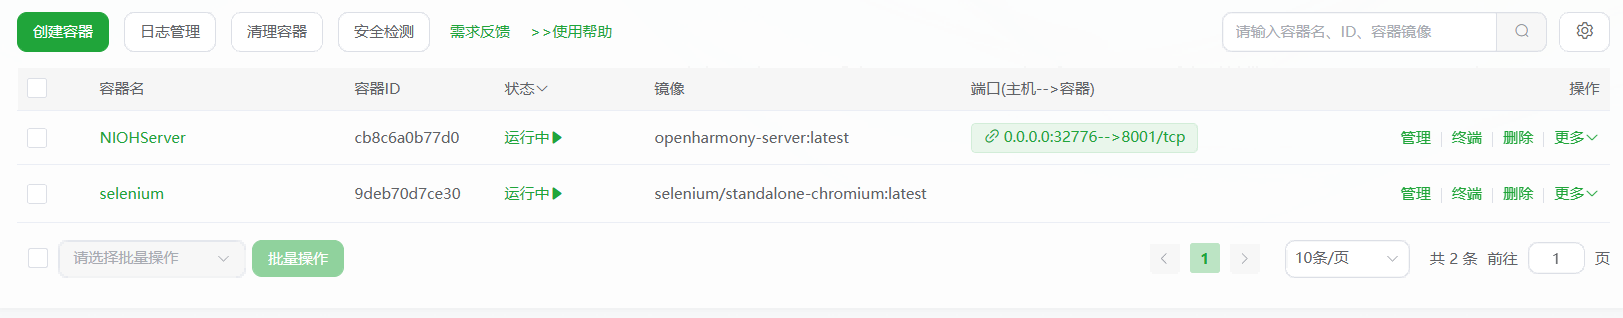 创建容器 日志管理 清理容器 安全检测 需求反馈 >>使用帮助 请输入容器名、ID、容器镜像
容器名 容器ID 状态 镜像 端口(主机-->容器) 操作
NIOHServer cb8c6a0b77d0 运行中 openharmony-server:latest 0.0.0.0:32776-->8001/tcp 管理 终端 删除 更多
selenium 9deb70d7ce30 运行中 selenium/standalone-chromium:latest 管理 终端 删除 更多
请选择批量操作 批量操作 1 10条/页 共 2 条 前往 1 页